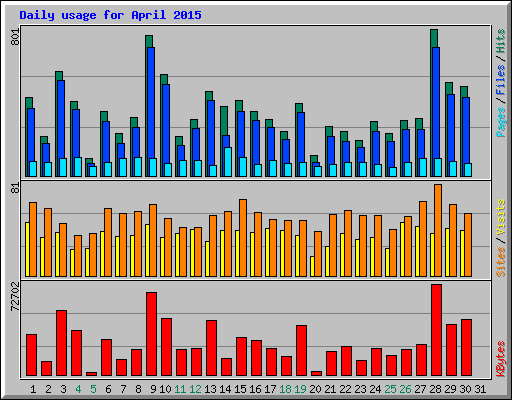 Daily usage for April 2015
801
Pages / Files / Hits
81
Sites / Visits
72702
KBytes
1 2 3 4 5 6 7 8 9 10 11 12 13 14 15 16 17 18 19 20 21 22 23 24 25 26 27 28 29 30 31